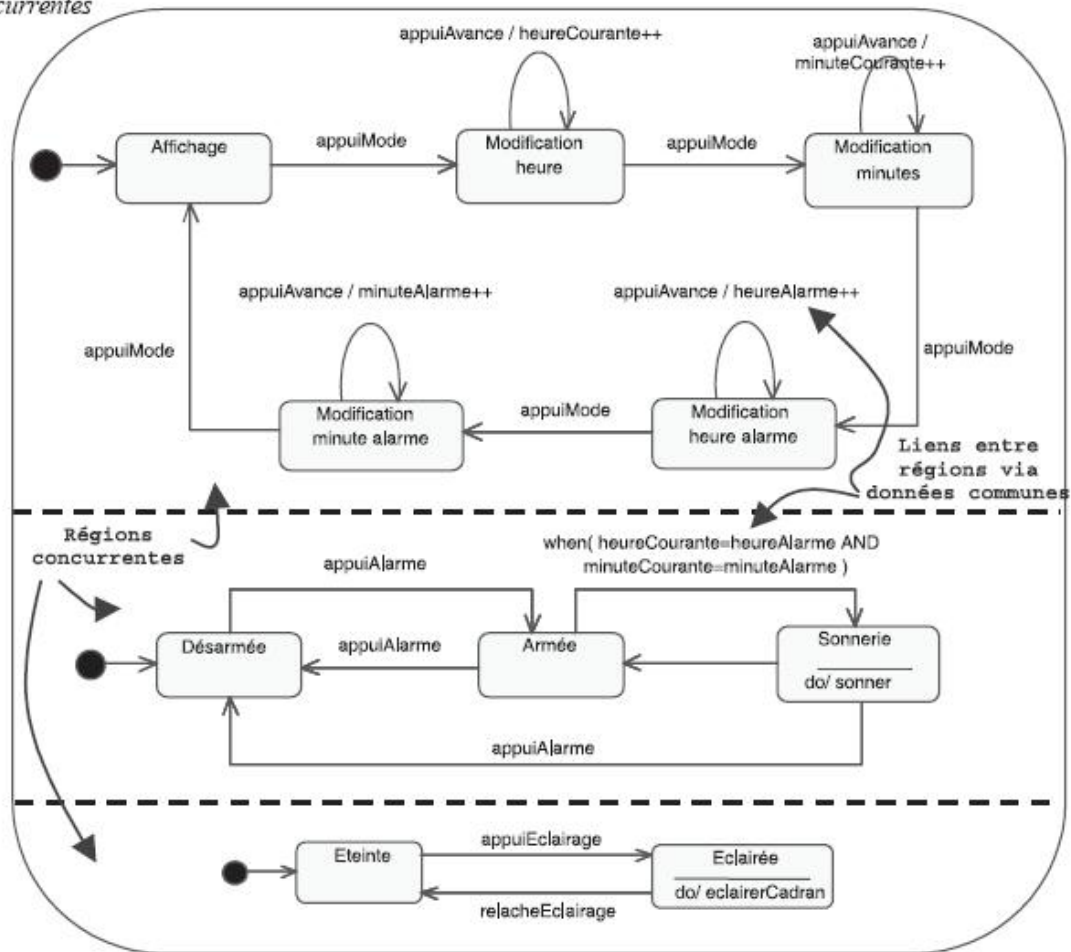 currentes
appuiAvance / heureCourante++
appuiAvance /
minuteCourante++
Affichage
appuiMode
Modification
heure
appuiMode
Modification
minutes
appuiAvance / minuteAlarme++
appuiAvance / heureAlarme++
appuiMode
appuiMode
Modification
minute alarme
appuiMode
Modification
heure alarme
Liens entre
régions via
données communes
Régions
concurrentes
when( heureCourante=heureAlarme AND
minuteCourante=minuteAlarme )
appuiAlarme
Désarmée
appuiAlarme
Armée
Sonnerie
do/ sonner
appuiAlarme
Eteinte
appuiEclairage
Eclairée
do/ eclairerCadran
relacheEclairage